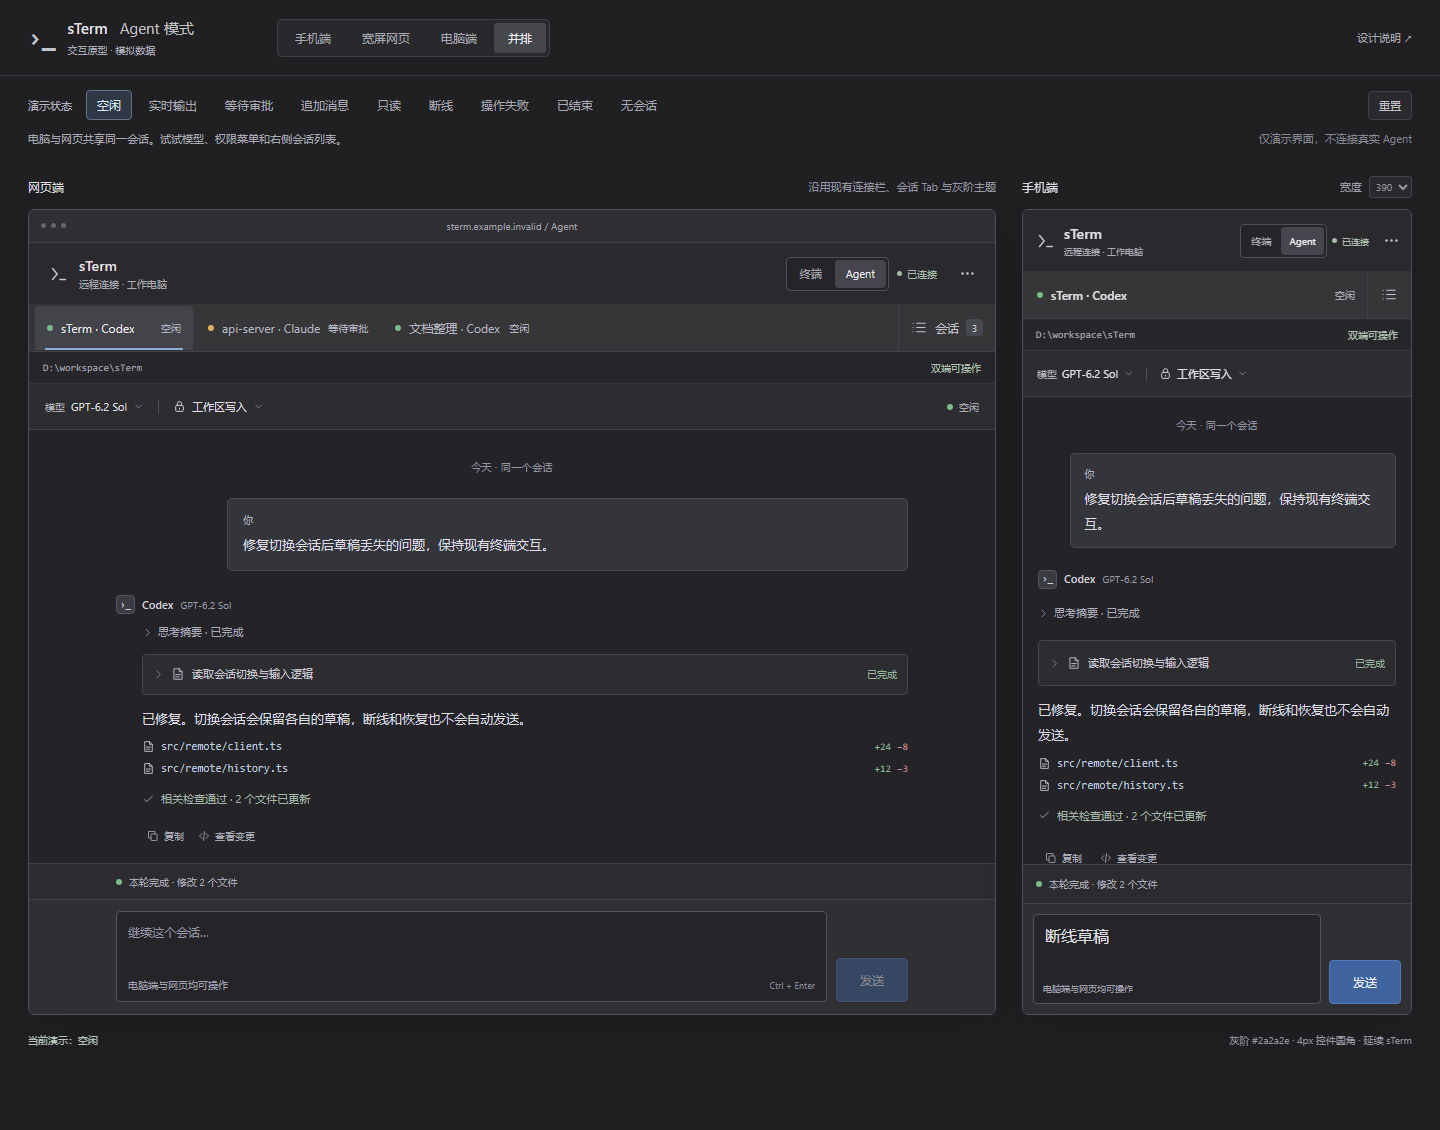 sTerm Agent 模式
交互原型 · 模拟数据
手机端 宽屏网页 电脑端 并排
设计说明 ↗
演示状态 空闲 实时输出 等待审批 追加消息 只读 断线 操作失败 已结束 无会话
重置
电脑与网页共享同一会话。试试模型、权限菜单和右侧会话列表。
仅演示界面，不连接真实 Agent
网页端
沿用现有连接栏、会话 Tab 与灰阶主题
sterm.example.invalid / Agent
sTerm
远程连接 · 工作电脑
终端 Agent 已连接 ···
sTerm · Codex 空闲
api-server · Claude 等待审批
文档整理 · Codex 空闲
会话 3
D:\workspace\sTerm
双端可操作
模型 GPT-6.2 Sol
工作区写入
空闲
今天 · 同一个会话
你
修复切换会话后草稿丢失的问题，保持现有终端交互。
Codex GPT-6.2 Sol
思考摘要 · 已完成
读取会话切换与输入逻辑 已完成
已修复。切换会话会保留各自的草稿，断线和恢复也不会自动发送。
src/remote/client.ts +24 −8
src/remote/history.ts +12 −3
相关检查通过 · 2 个文件已更新
复制 查看变更
本轮完成 · 修改 2 个文件
继续这个会话...
电脑端与网页均可操作
Ctrl + Enter
发送
当前演示：空闲
手机端
宽度 390
sTerm
远程连接 · 工作电脑
终端 Agent 已连接 ···
sTerm · Codex 空闲
D:\workspace\sTerm
双端可操作
模型 GPT-6.2 Sol
工作区写入
今天 · 同一个会话
你
修复切换会话后草稿丢失的问题，保持现有终端交
互。
Codex GPT-6.2 Sol
思考摘要 · 已完成
读取会话切换与输入逻辑 已完成
已修复。切换会话会保留各自的草稿，断线和恢复也不会自动
发送。
src/remote/client.ts +24 −8
src/remote/history.ts +12 −3
相关检查通过 · 2 个文件已更新
复制 查看变更
本轮完成 · 修改 2 个文件
断线草稿
电脑端与网页均可操作
发送
灰阶 #2a2a2e · 4px 控件圆角 · 延续 sTerm